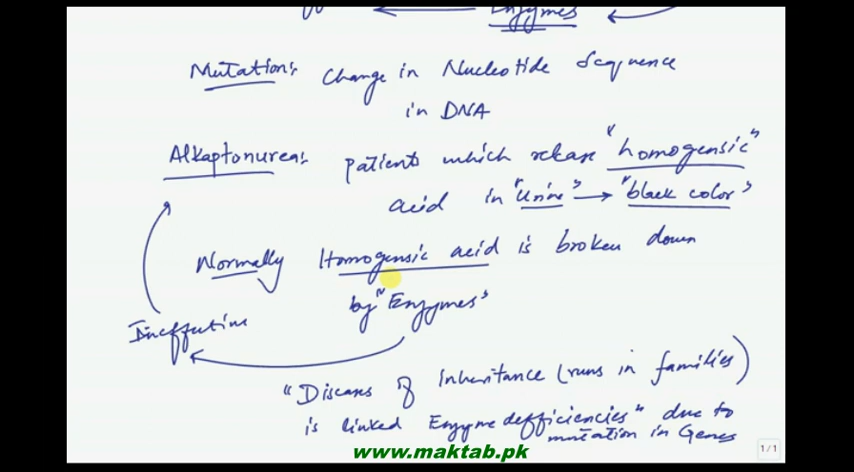 Enzymes
Mutation: Change in Nucleotide Sequence
in DNA
Alkaptonurea: Patients which release "homogensic"
acid in "Urine" → "black color"
Normally Homogensic acid is broken down
by "Enzymes"
Ineffective
"Diseases of inheritance (runs in families)
is linked Enzyme defficiencies" due to
mutation in Genes
www.maktab.pk
1/1